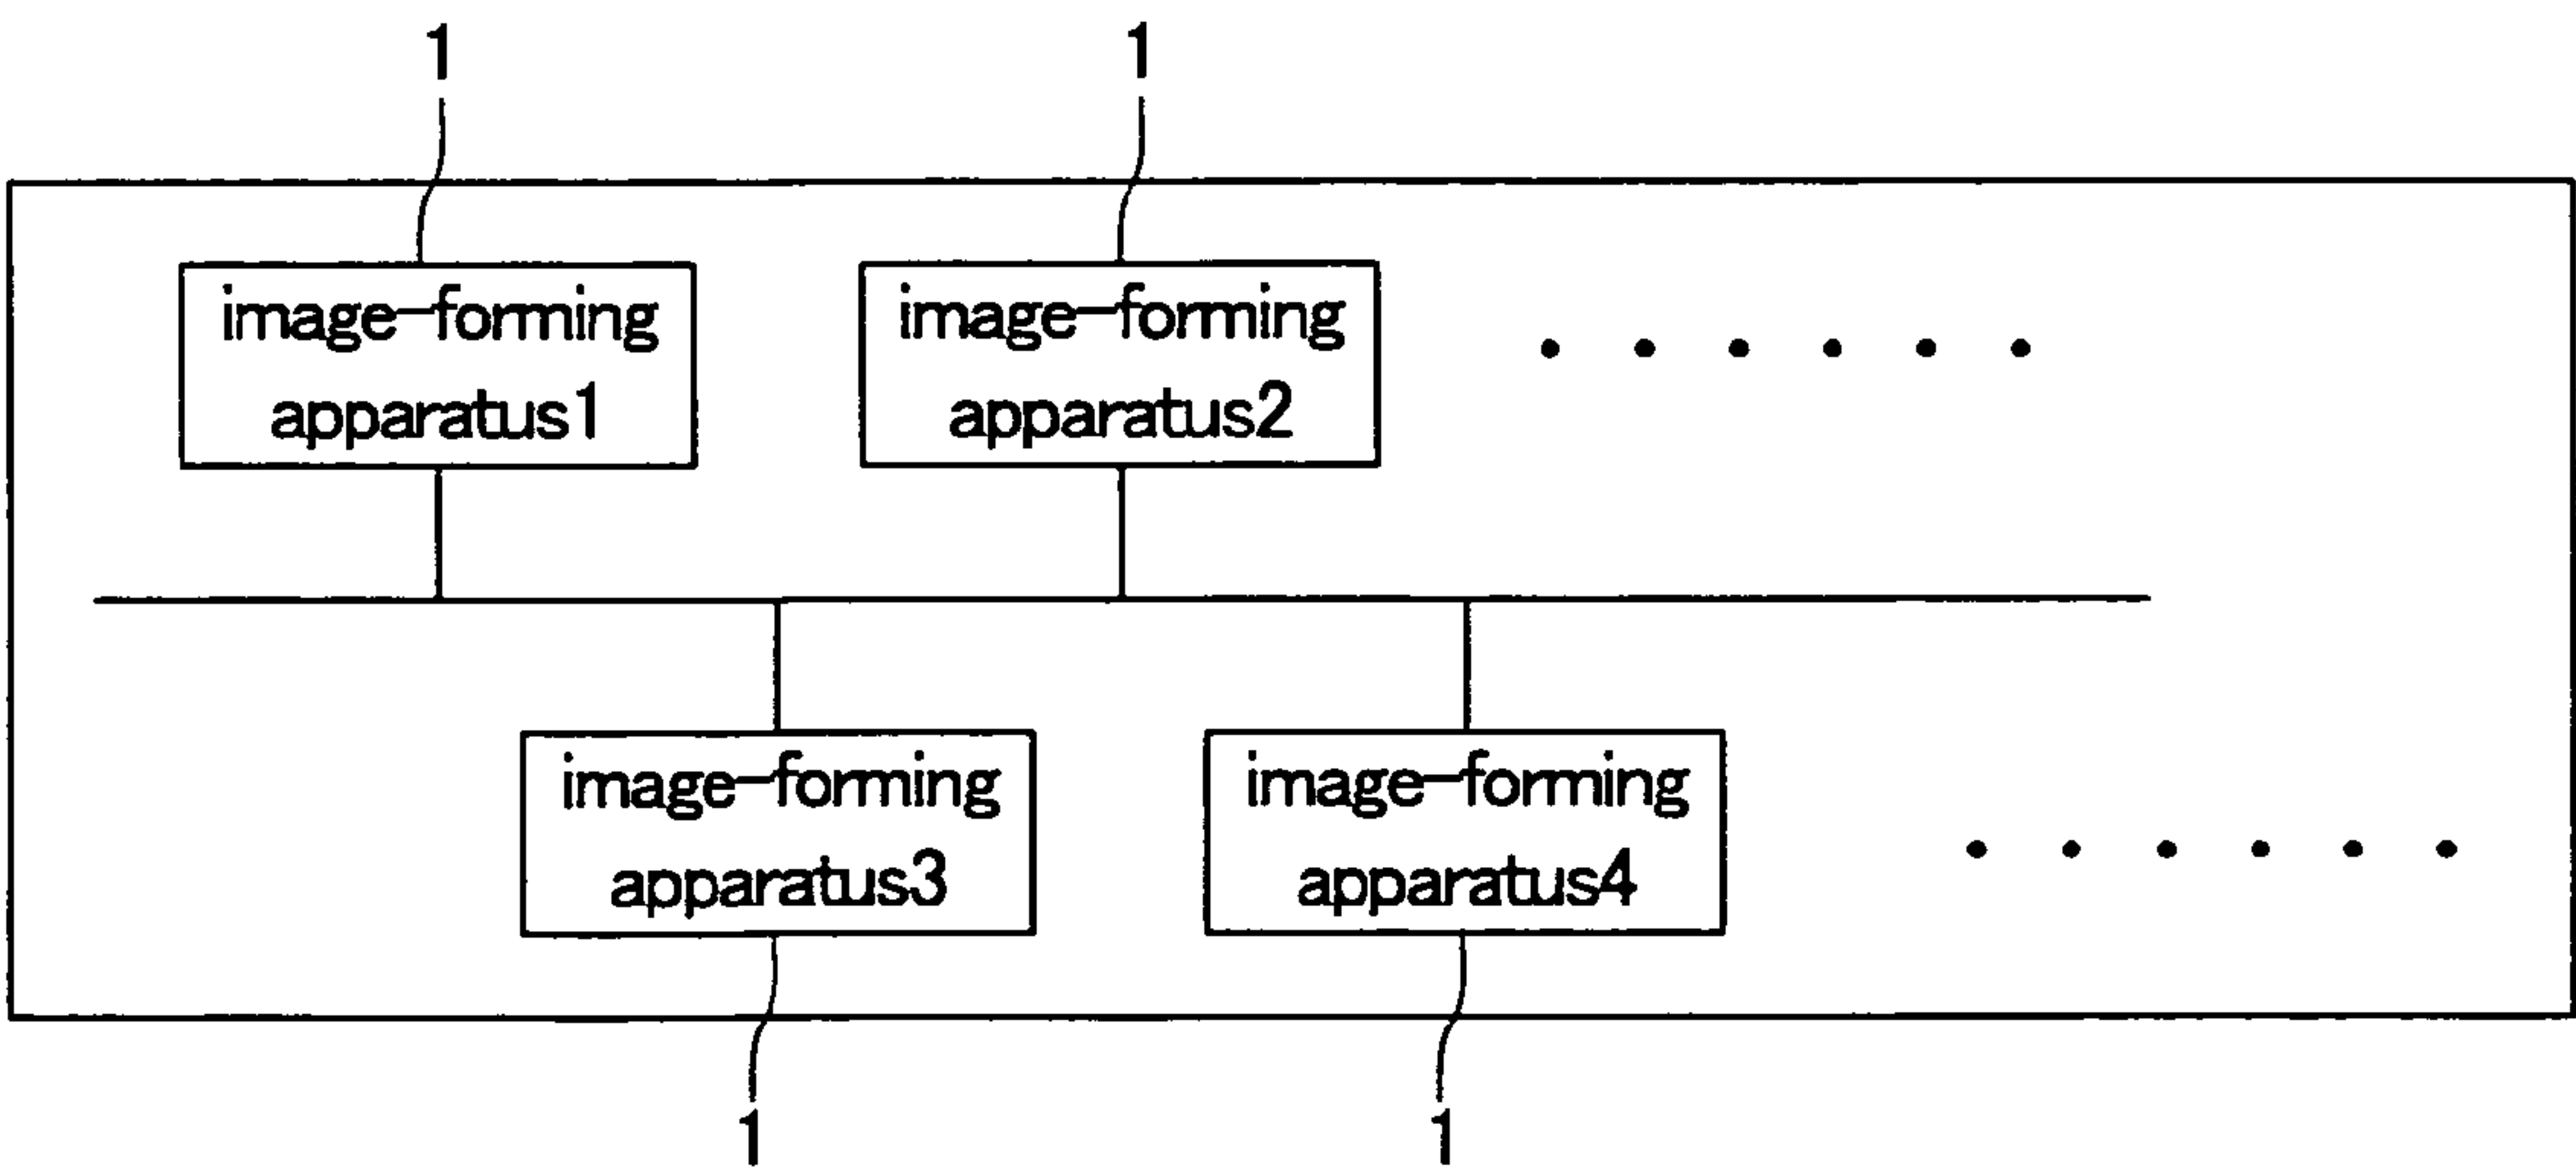 1
1
image-forming
apparatus1
image-forming
apparatus2
• • • • • •
image-forming
apparatus3
image-forming
apparatus4
• • • • • •
1
1